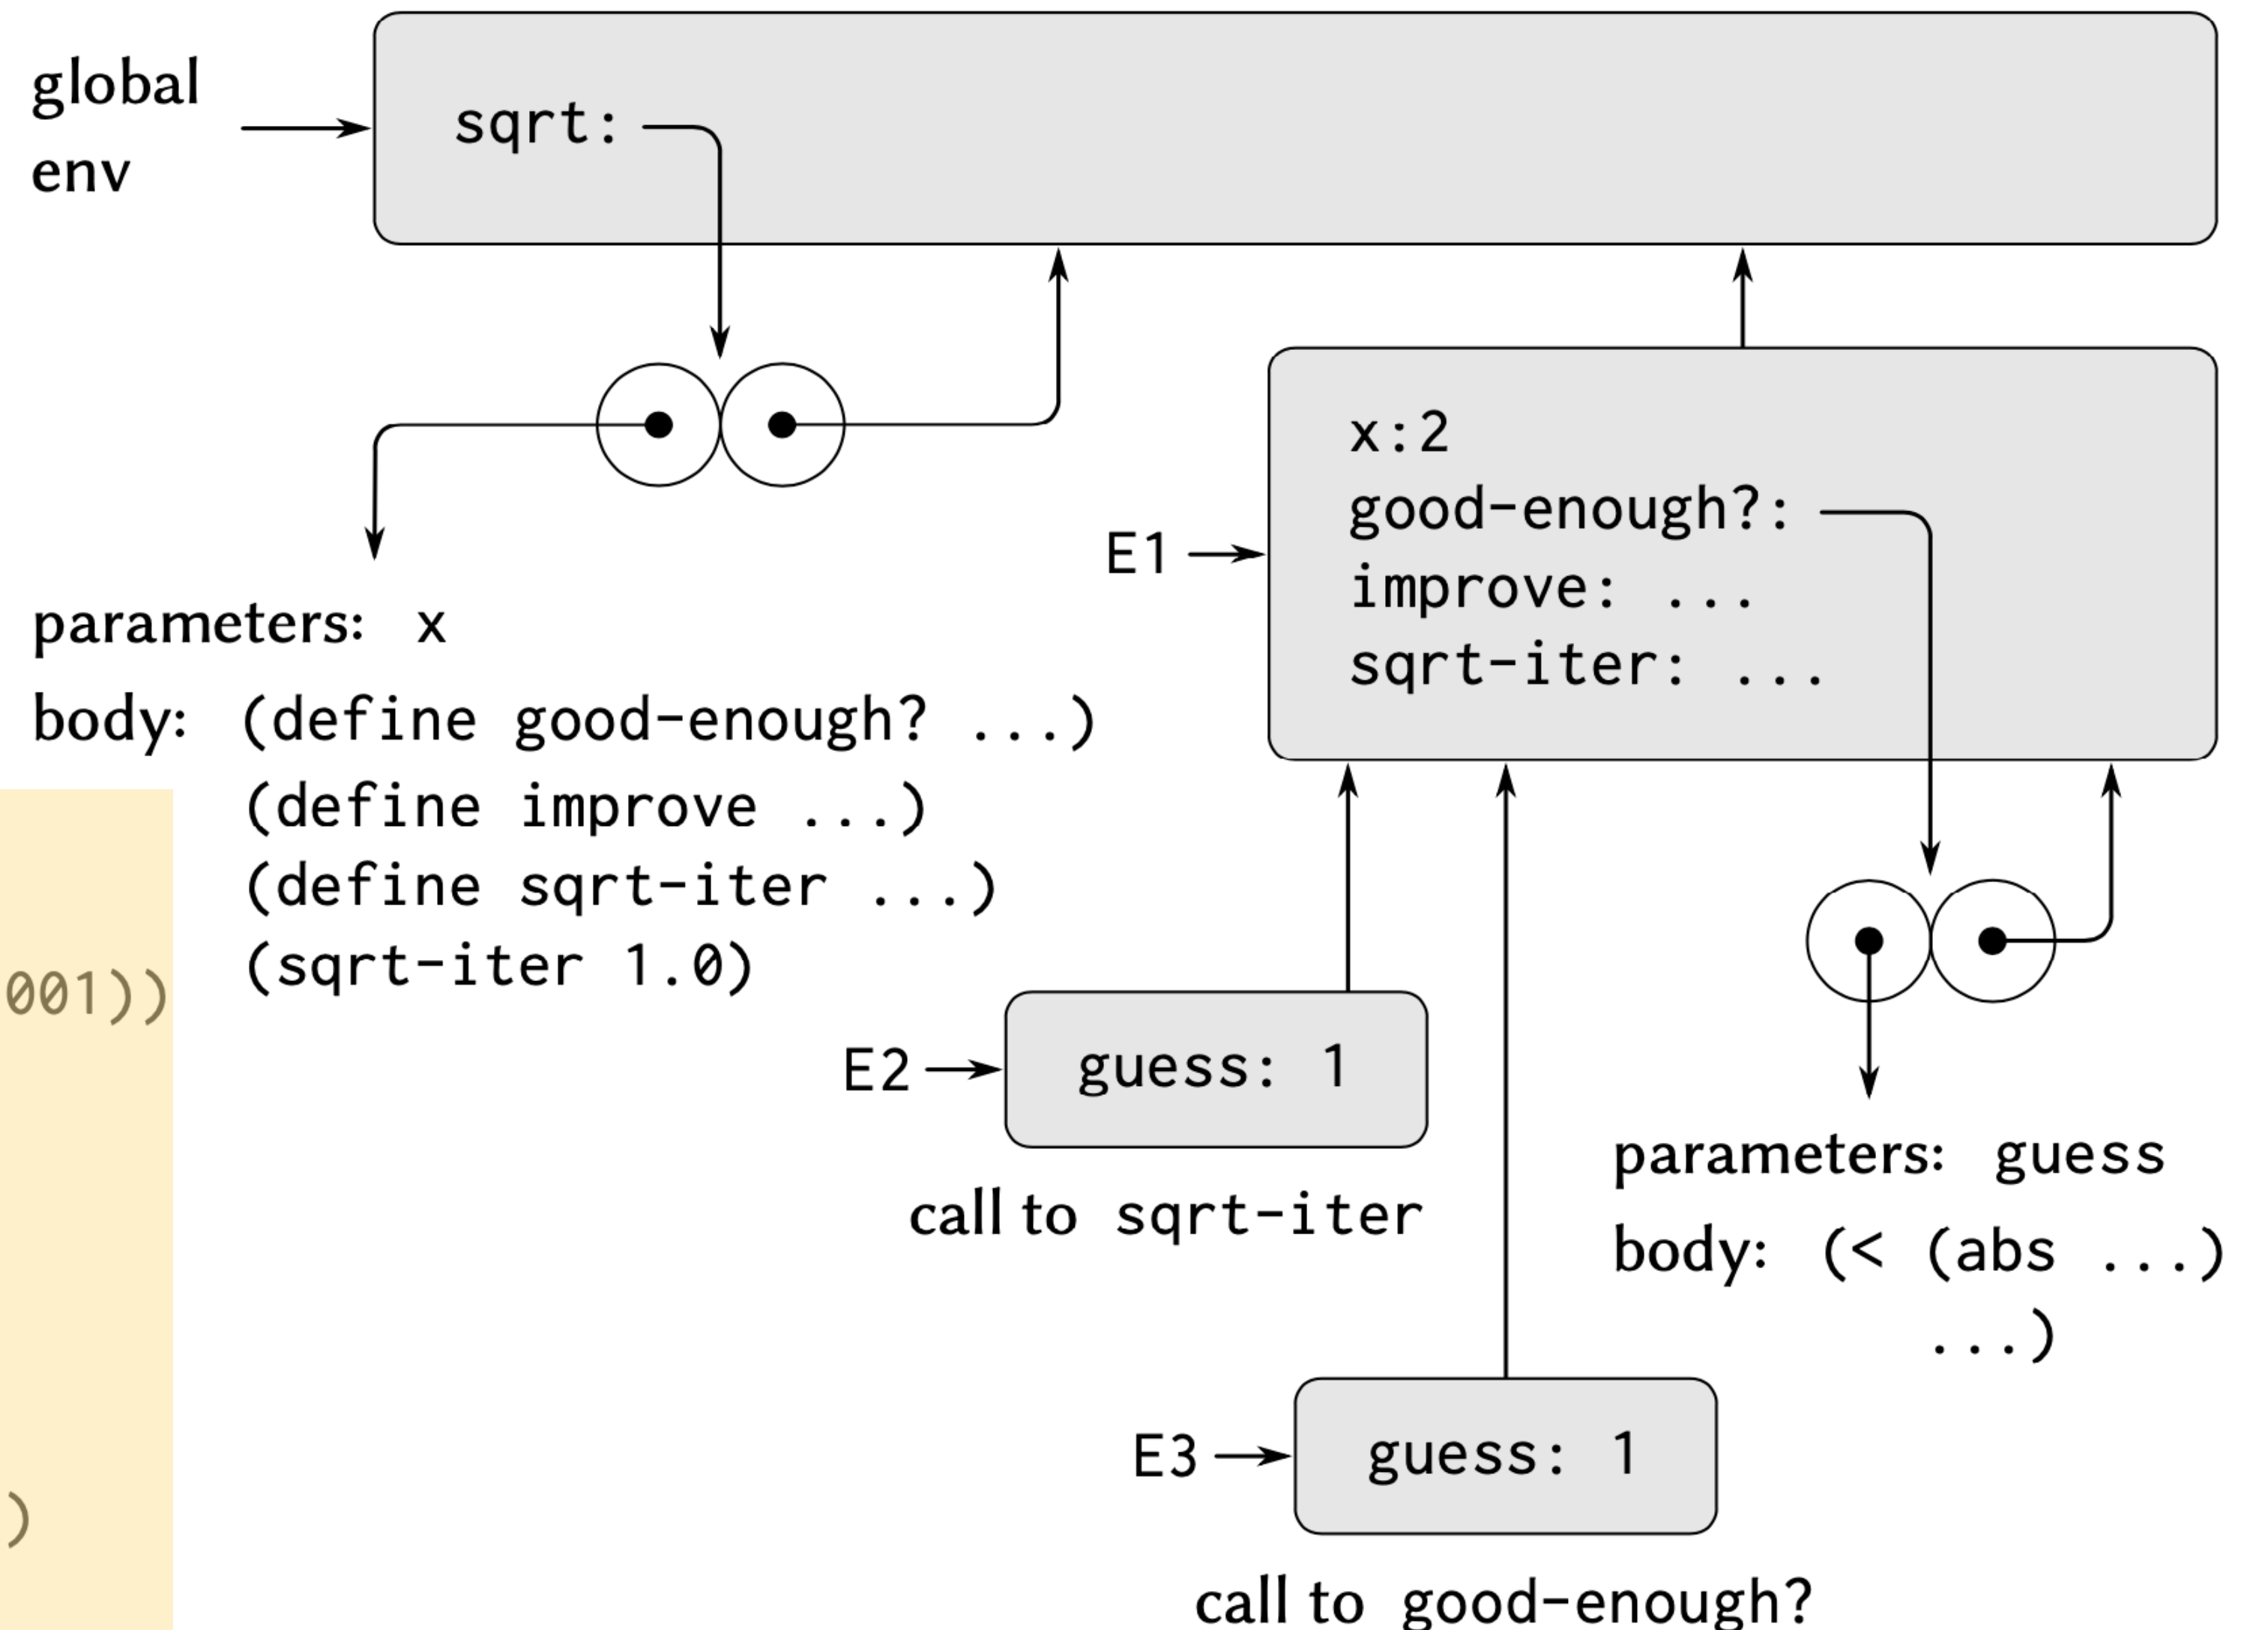 global
env
sqrt:
x:2
good-enough?:
improve: ...
sqrt-iter: ...
E1
parameters: x
body: (define good-enough? ...)
(define improve ...)
(define sqrt-iter ...)
(sqrt-iter 1.0)
001))
E2
guess: 1
call to sqrt-iter
parameters: guess
body: (< (abs ...)
...)
E3
guess: 1
)
call to good-enough?